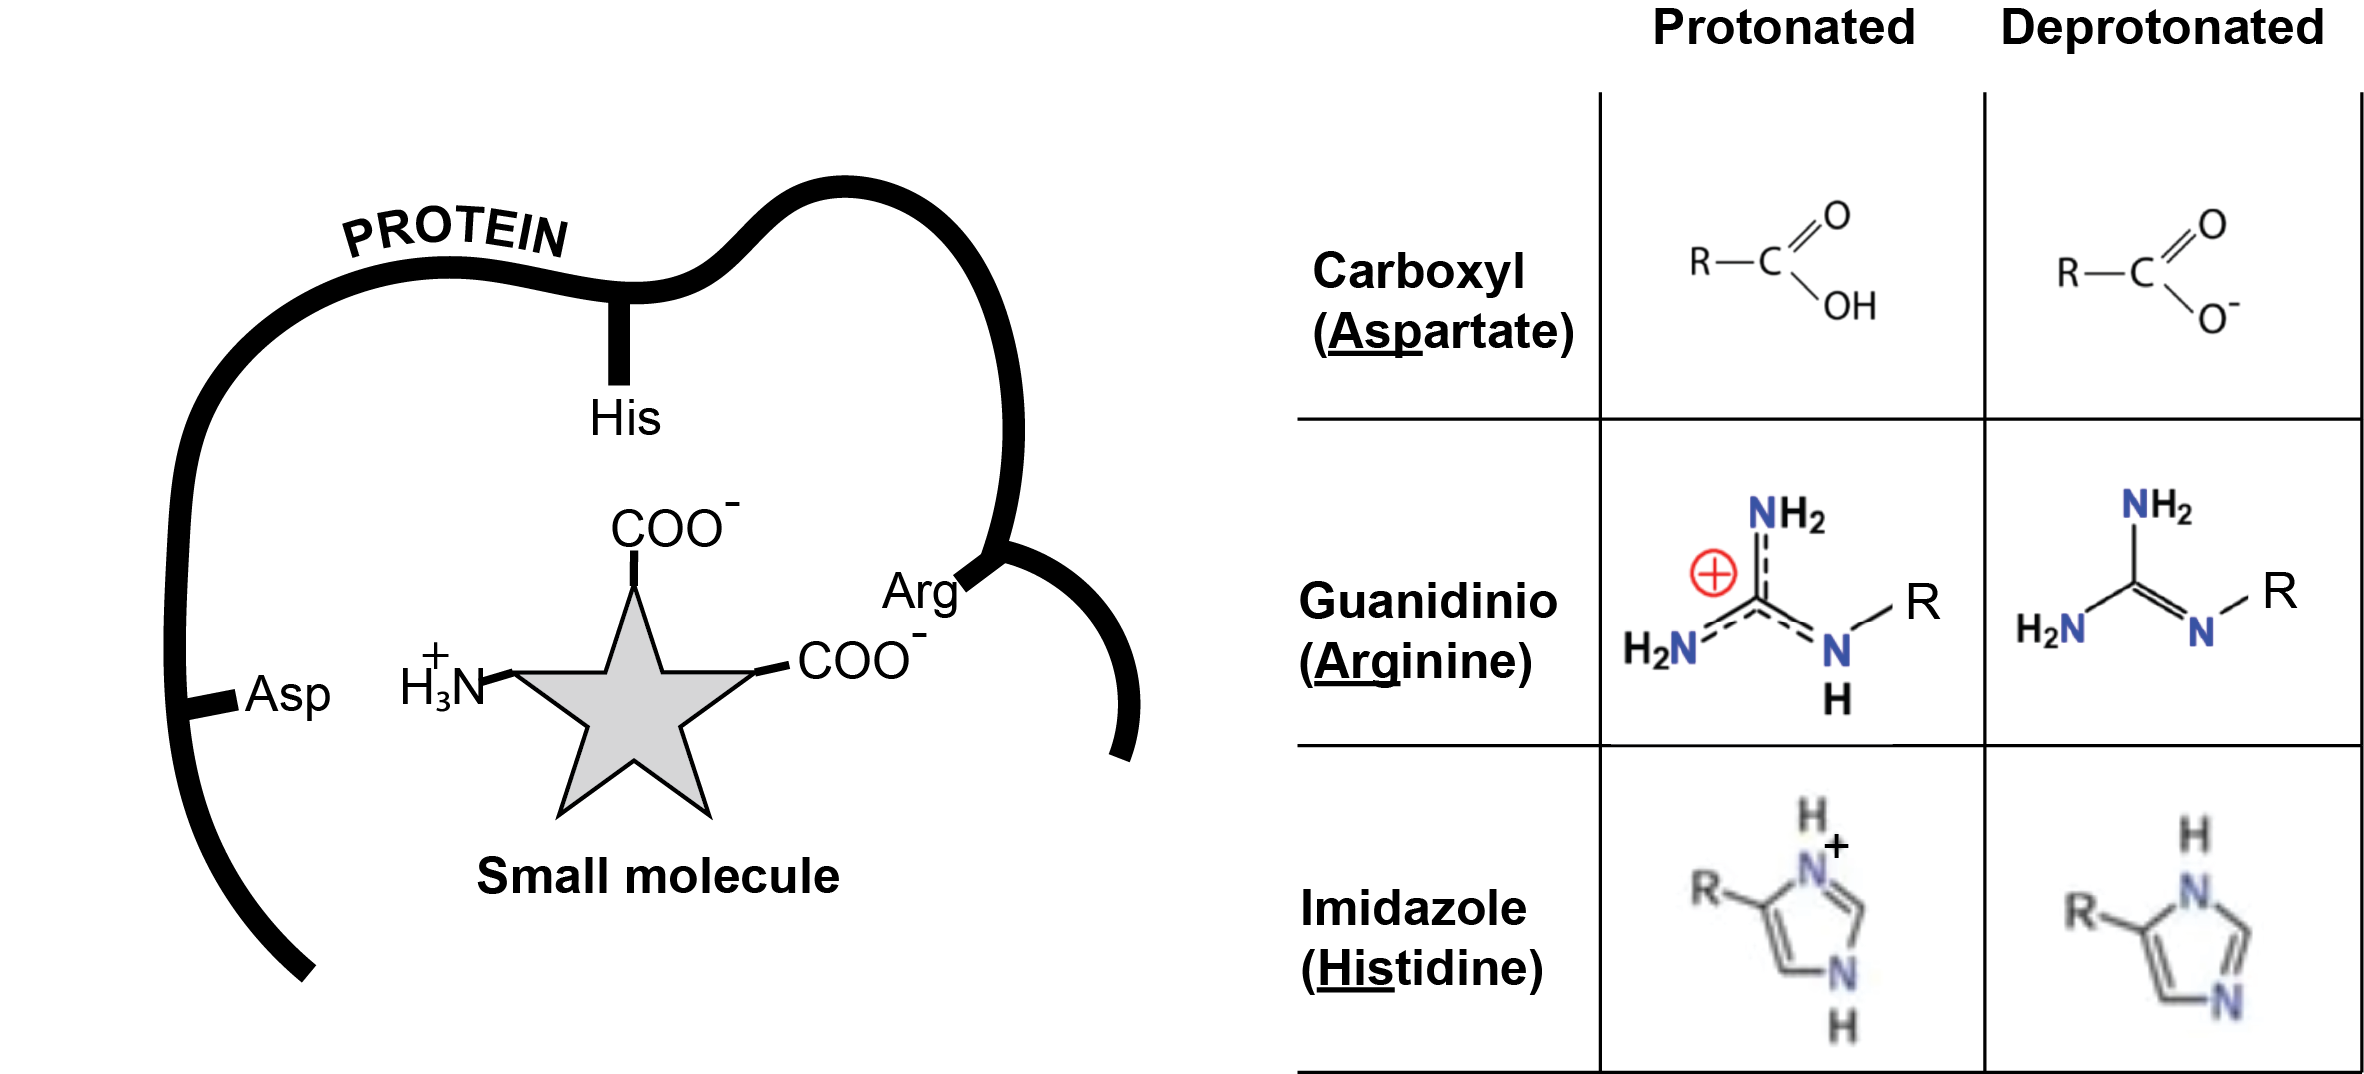 PROTEIN
His
COO⁻
Arg
COO⁻
H₃N⁺
Asp
Small molecule
Protonated Deprotonated
Carboxyl
(Aspartate)
R C O OH
R C O O⁻
Guanidinio
(Arginine)
NH₂ + H₂N N H R
NH₂ H₂N N R
Imidazole
(Histidine)
H N + R N H
H N R N